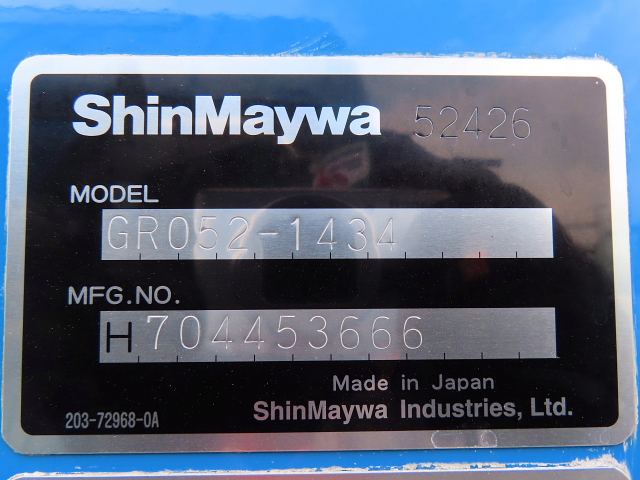 ShinMaywa 52426
MODEL
GR052-1434
MFG.NO.
H704453666
Made in Japan
203-72968-0A
ShinMaywa Industries, Ltd.